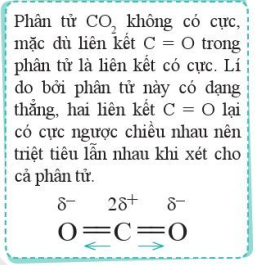 Phân tử CO₂ không có cực,
mặc dù liên kết C = O trong
phân tử là liên kết có cực. Lí
do bởi phân tử này có dạng
thẳng, hai liên kết C = O lại
có cực ngược chiều nhau nên
triệt tiêu lẫn nhau khi xét cho
cả phân tử.
δ⁻ 2δ⁺ δ⁻
O=C=O